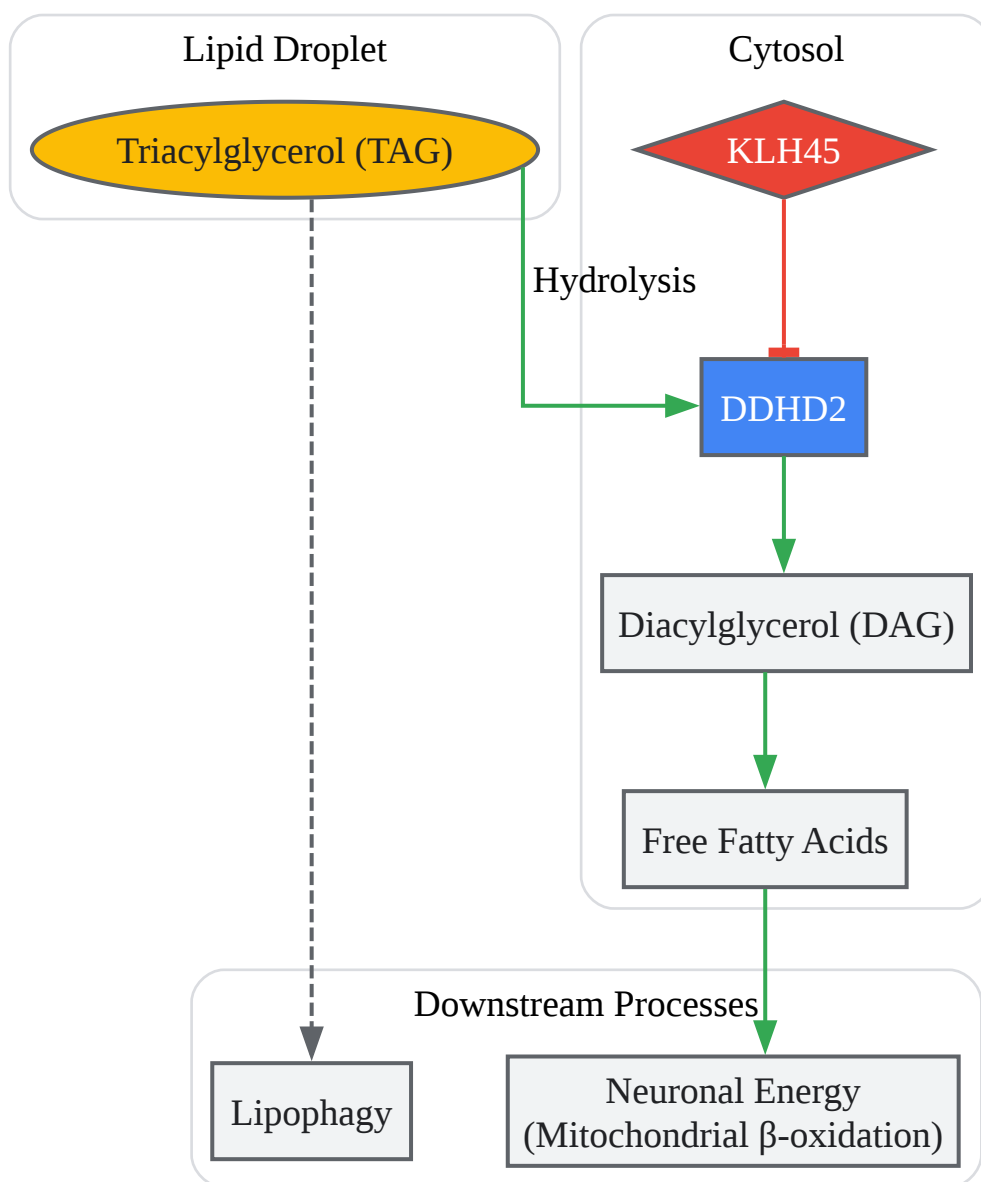 Lipid Droplet
Cytosol
Triacylglycerol (TAG)
KLH45
Hydrolysis
DDHD2
Diacylglycerol (DAG)
Free Fatty Acids
Downstream Processes
Lipophagy
Neuronal Energy
(Mitochondrial β-oxidation)